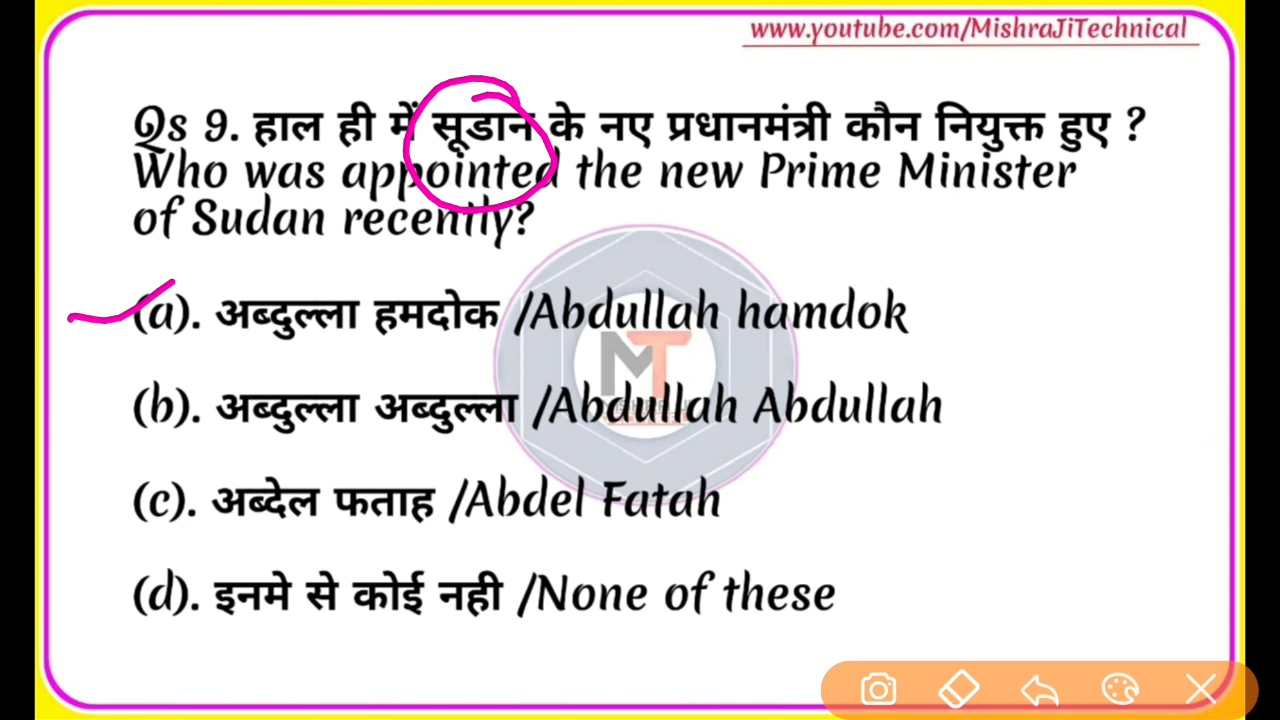 www.youtube.com/MishraJiTechnical
Qs 9. हाल ही में सूडान के नए प्रधानमंत्री कौन नियुक्त हुए ?
Who was appointed the new Prime Minister
of Sudan recently?
(a). अब्दुल्ला हमदोक /Abdullah hamdok
MT
(b). अब्दुल्ला अब्दुल्ला /Abdullah Abdullah
(c). अब्देल फताह /Abdel Fatah
(d). इनमे से कोई नही /None of these